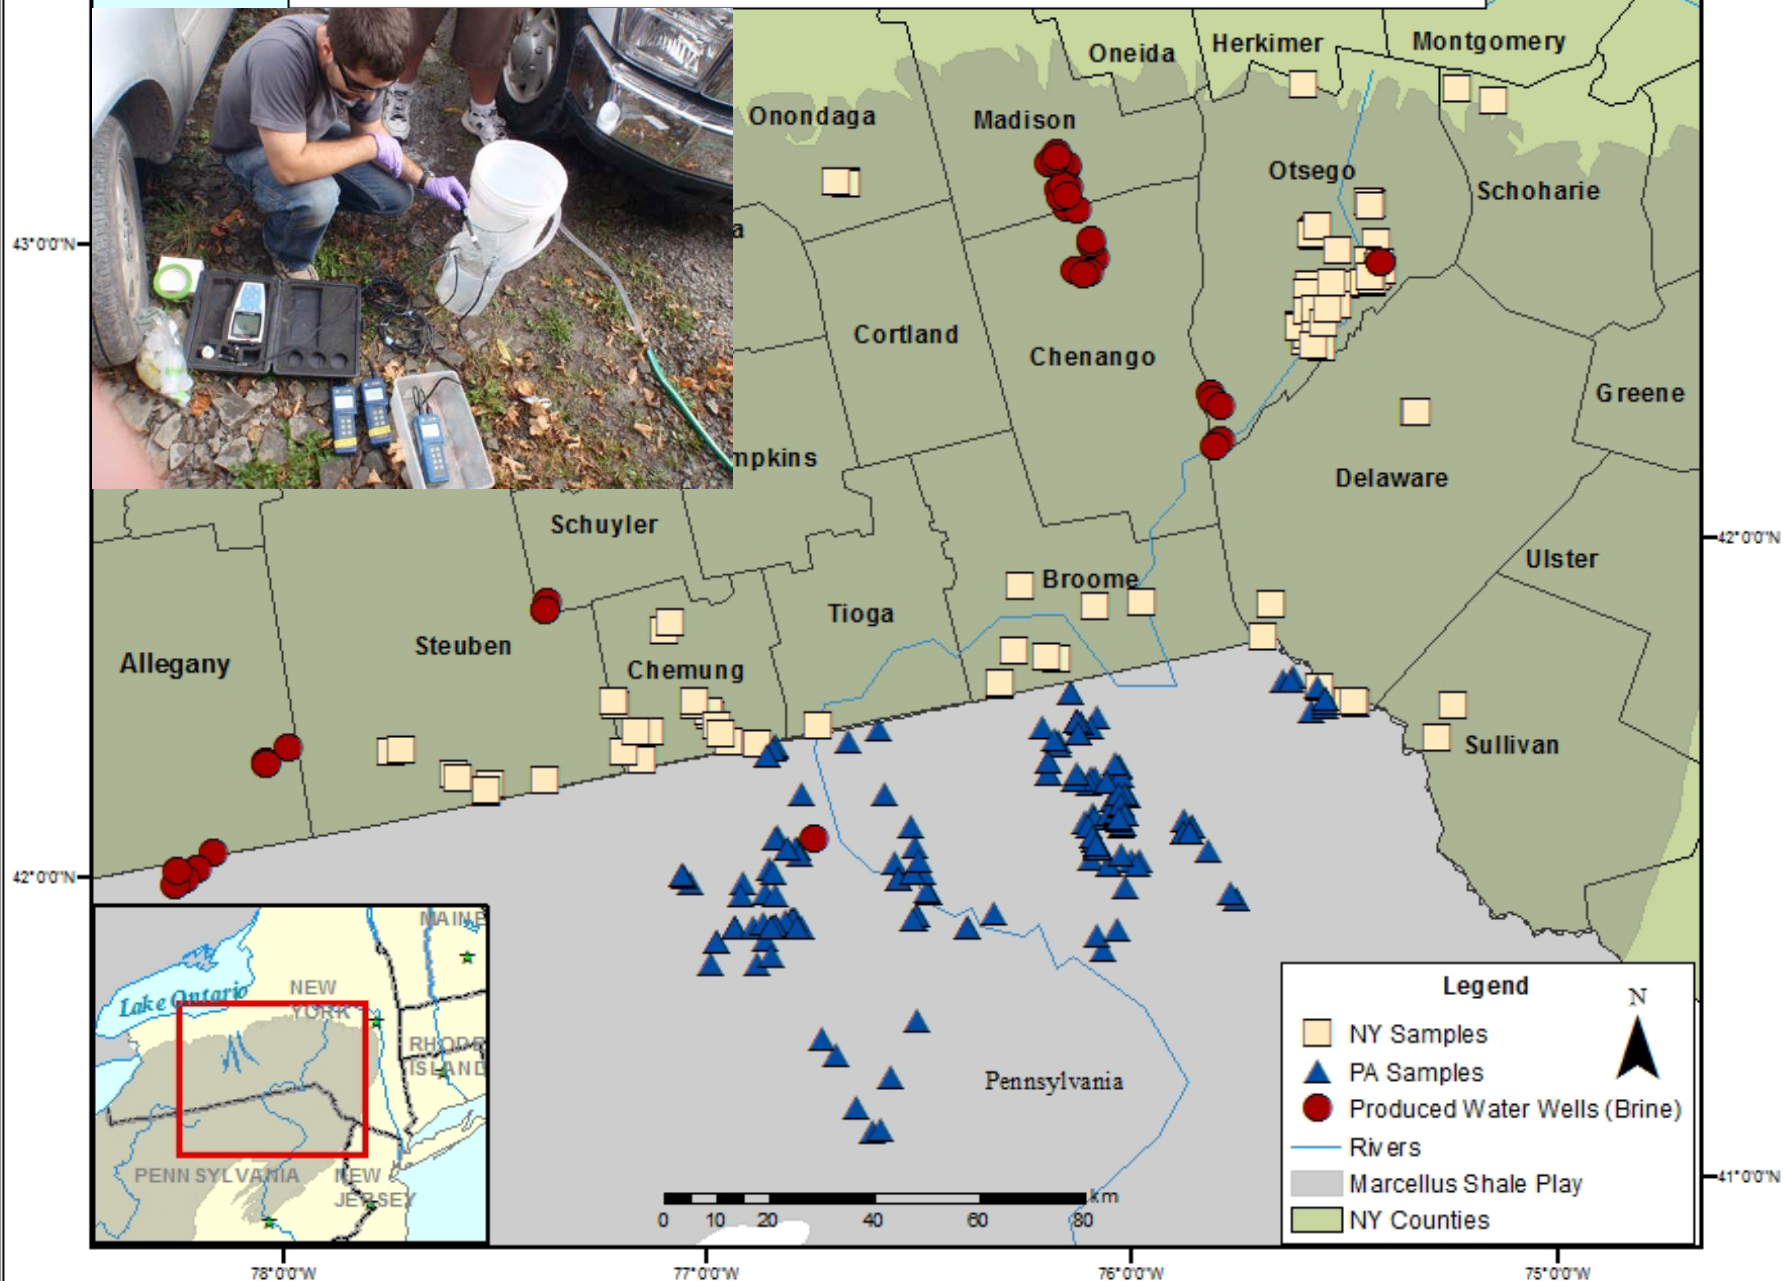 Oneida
Herkimer
Montgomery
Onondaga
Madison
Otsego
Schoharie
43°0'0"N
a
Cortland
Chenango
Greene
mpkins
Delaware
Schuyler
42°0'0"N
Ulster
Broome
Tioga
Steuben
Allegany
Chemung
Sullivan
42°0'0"N
MAINE
Lake Ontario
NEW
YORK
RHODE
ISLAND
PENNSYLVANIA
NEW
JERSEY
Pennsylvania
Legend
N
NY Samples
PA Samples
Produced Water Wells (Brine)
Rivers
Marcellus Shale Play
NY Counties
41°0'0"N
km
0 10 20 40 60 80
78°0'0"W 77°0'0"W 76°0'0"W 75°0'0"W